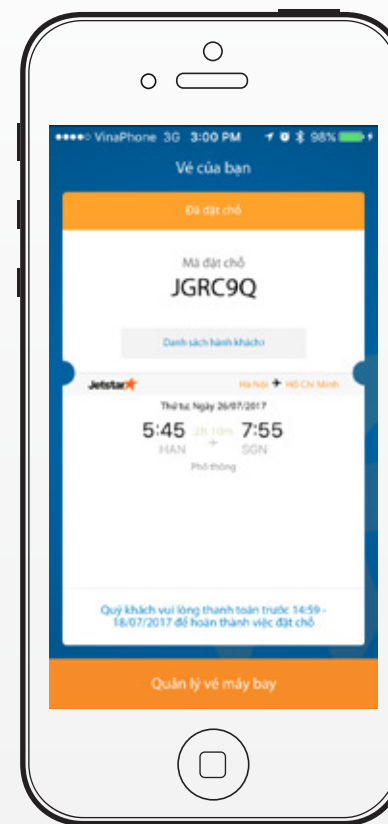 VinaPhone 3G 3:00 PM 98%
Vé của bạn
Đã đặt chỗ
Mã đặt chỗ
JGRC9Q
Danh sách hành khách›
Jetstar Hà Nội ✈ Hồ Chí Minh
Thứ tư, Ngày 26/07/2017
5:45 2h 10m 7:55
HAN SGN
Phổ thông
Quý khách vui lòng thanh toán trước 14:59 -
18/07/2017 để hoàn thành việc đặt chỗ
Quản lý vé máy bay